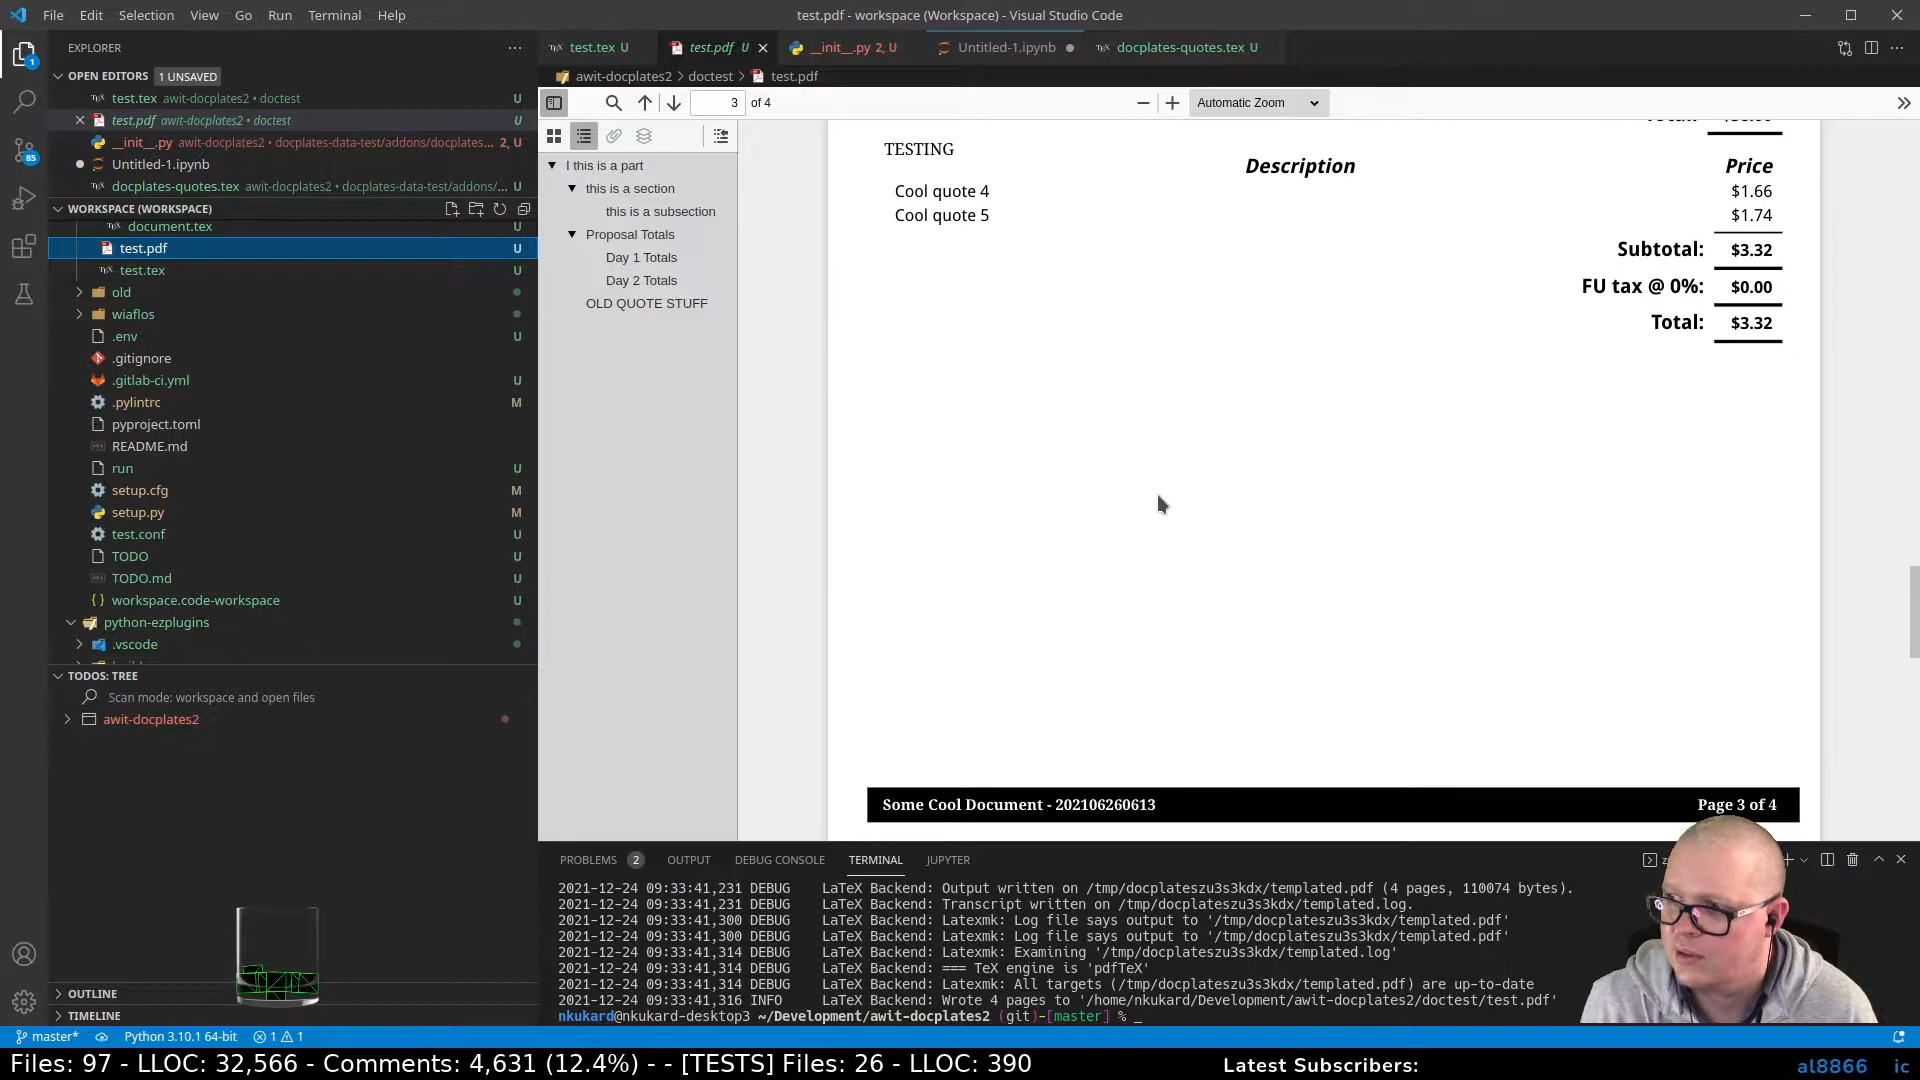 File Edit Selection View Go Run Terminal Help
test.pdf - workspace (Workspace) - Visual Studio Code
EXPLORER
test.tex U
test.pdf U
__init__.py 2, U
Untitled-1.ipynb
docplates-quotes.tex U
OPEN EDITORS 1 UNSAVED
awit-docplates2 > doctest > test.pdf
test.tex awit-docplates2 • doctest U
test.pdf awit-docplates2 • doctest U
__init__.py awit-docplates2 • docplates-data-test/addons/docplates... 2, U
Untitled-1.ipynb
docplates-quotes.tex awit-docplates2 • docplates-data-test/addons/... U
WORKSPACE (WORKSPACE)
document.tex U
test.pdf U
test.tex U
old
wiaflos
.env U
.gitignore
.gitlab-ci.yml U
.pylintrc M
pyproject.toml
README.md
run U
setup.cfg M
setup.py M
test.conf U
TODO U
TODO.md U
workspace.code-workspace U
python-ezplugins
.vscode
TODOS: TREE
Scan mode: workspace and open files
awit-docplates2
OUTLINE
TIMELINE
3 of 4
Automatic Zoom
I this is a part
this is a section
this is a subsection
Proposal Totals
Day 1 Totals
Day 2 Totals
OLD QUOTE STUFF
TESTING
Description Price
Cool quote 4 $1.66
Cool quote 5 $1.74
Subtotal: $3.32
FU tax @ 0%: $0.00
Total: $3.32
Some Cool Document - 202106260613 Page 3 of 4
PROBLEMS 2 OUTPUT DEBUG CONSOLE TERMINAL JUPYTER
2021-12-24 09:33:41,231 DEBUG LaTeX Backend: Output written on /tmp/docplateszu3s3kdx/templated.pdf (4 pages, 110074 bytes).
2021-12-24 09:33:41,231 DEBUG LaTeX Backend: Transcript written on /tmp/docplateszu3s3kdx/templated.log.
2021-12-24 09:33:41,300 DEBUG LaTeX Backend: Latexmk: Log file says output to '/tmp/docplateszu3s3kdx/templated.pdf'
2021-12-24 09:33:41,300 DEBUG LaTeX Backend: Latexmk: Log file says output to '/tmp/docplateszu3s3kdx/templated.pdf'
2021-12-24 09:33:41,314 DEBUG LaTeX Backend: Latexmk: Examining '/tmp/docplateszu3s3kdx/templated.log'
2021-12-24 09:33:41,314 DEBUG LaTeX Backend: === TeX engine is 'pdfTeX'
2021-12-24 09:33:41,314 DEBUG LaTeX Backend: Latexmk: All targets (/tmp/docplateszu3s3kdx/templated.pdf) are up-to-date
2021-12-24 09:33:41,316 INFO LaTeX Backend: Wrote 4 pages to '/home/nkukard/Development/awit-docplates2/doctest/test.pdf'
nkukard@nkukard-desktop3 ~/Development/awit-docplates2 (git)-[master] % _
1
85
master* Python 3.10.1 64-bit 1 1
Files: 97 - LLOC: 32,566 - Comments: 4,631 (12.4%) - - [TESTS] Files: 26 - LLOC: 390
Latest Subscribers:
al8866 ic